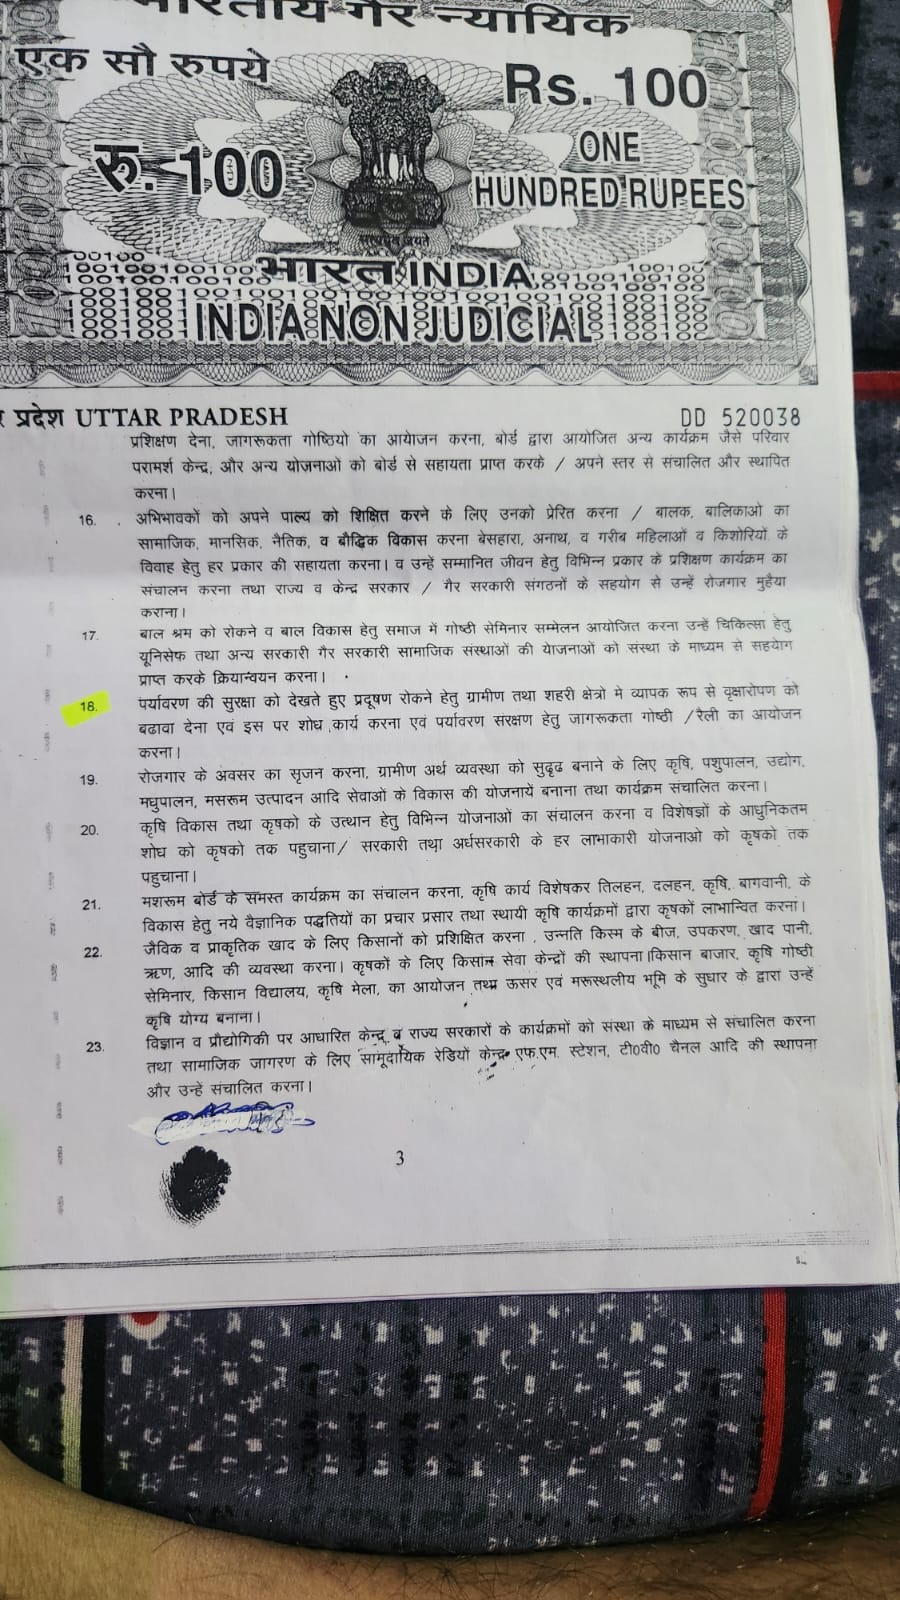 भारतीय गैर न्यायिक
एक सौ रुपये
Rs. 100
रु. 100
ONE
HUNDRED RUPEES
सत्यमेव जयते
भारत INDIA
INDIA NON JUDICIAL
प्रदेश UTTAR PRADESH
DD 520038
प्रशिक्षण देना, जागरूकता गोष्ठियो का आयेाजन करना, बोर्ड द्वारा आयोजित अन्य कार्यक्रम जैसे परिवार
परामर्श केन्द्र, और अन्य योजनाओं को बोर्ड से सहायता प्राप्त करके / अपने स्तर से संचालित और स्थापित
करना।
16. अभिभावकों को अपने पाल्य को शिक्षित करने के लिए उनको प्रेरित करना / बालक, बालिकाओ का
सामाजिक, मानसिक, नैतिक, व बौद्धिक विकास करना बेसहारा, अनाथ, व गरीब महिलाओं व किशोरियों के
विवाह हेतु हर प्रकार की सहायता करना। व उन्हें सम्मानित जीवन हेतु विभिन्न प्रकार के प्रशिक्षण कार्यक्रम का
संचालन करना तथा राज्य व केन्द्र सरकार / गैर सरकारी संगठनों के सहयोग से उन्हें रोजगार मुहैया
कराना।
17. बाल श्रम को रोकने व बाल विकास हेतु समाज में गोष्ठी सेमिनार सम्मेलन आयोजित करना उन्हें चिकित्सा हेतु
यूनिसेफ तथा अन्य सरकारी गैर सरकारी सामाजिक संस्थाओं की येाजनाओं को संस्था के माध्यम से सहयेाग
प्राप्त करके क्रियान्वयन करना।
18. पर्यावरण की सुरक्षा को देखते हुए प्रदूषण रोकने हेतु ग्रामीण तथा शहरी क्षेत्रो मे व्यापक रूप से वृक्षारोपण को
बढावा देना एवं इस पर शोध कार्य करना एवं पर्यावरण संरक्षण हेतु जागरूकता गोष्ठी /रैली का आयोजन
करना।
19. रोजगार के अवसर का सृजन करना, ग्रामीण अर्थ व्यवस्था को सुदृढ बनाने के लिए कृषि, पशुपालन, उद्योग,
मधुपालन, मसरूम उत्पादन आदि सेवाओं के विकास की योजनायें बनाना तथा कार्यक्रम संचालित करना।
20. कृषि विकास तथा कृषको के उत्थान हेतु विभिन्न योजनाओं का संचालन करना व विशेषज्ञों के आधुनिकतम
शोध को कृषको तक पहुचाना/ सरकारी तथा अर्धसरकारी के हर लाभाकारी योजनाओ को कृषको तक
पहुचाना।
21. मशरूम बोर्ड के समस्त कार्यक्रम का संचालन करना, कृषि कार्य विशेषकर तिलहन, दलहन, कृषि, बागवानी, के
विकास हेतु नये वैज्ञानिक पद्धतियों का प्रचार प्रसार तथा स्थायी कृषि कार्यक्रमों द्वारा कृषकों लाभान्वित करना।
22. जैविक व प्राकृतिक खाद के लिए किसानों को प्रशिक्षित करना , उन्नति किस्म के बीज, उपकरण, खाद पानी,
ऋण, आदि की व्यवस्था करना। कृषकों के लिए किसान सेवा केन्द्रों की स्थापना।किसान बाजार, कृषि गोष्ठी
सेमिनार, किसान विद्यालय, कृषि मेला, का आयोजन तथा ऊसर एवं मरूस्थलीय भूमि के सुधार के द्वारा उन्हें
कृषि योग्य बनाना।
23. विज्ञान व प्रौद्योगिकी पर आधारित केन्द्र व राज्य सरकारों के कार्यक्रमों को संस्था के माध्यम से संचालित करना
तथा सामाजिक जागरण के लिए सामूदायिक रेडियों केन्द्र एफ.एम. स्टेशन, टी०वी० चैनल आदि की स्थापना
और उन्हें संचालित करना।
3